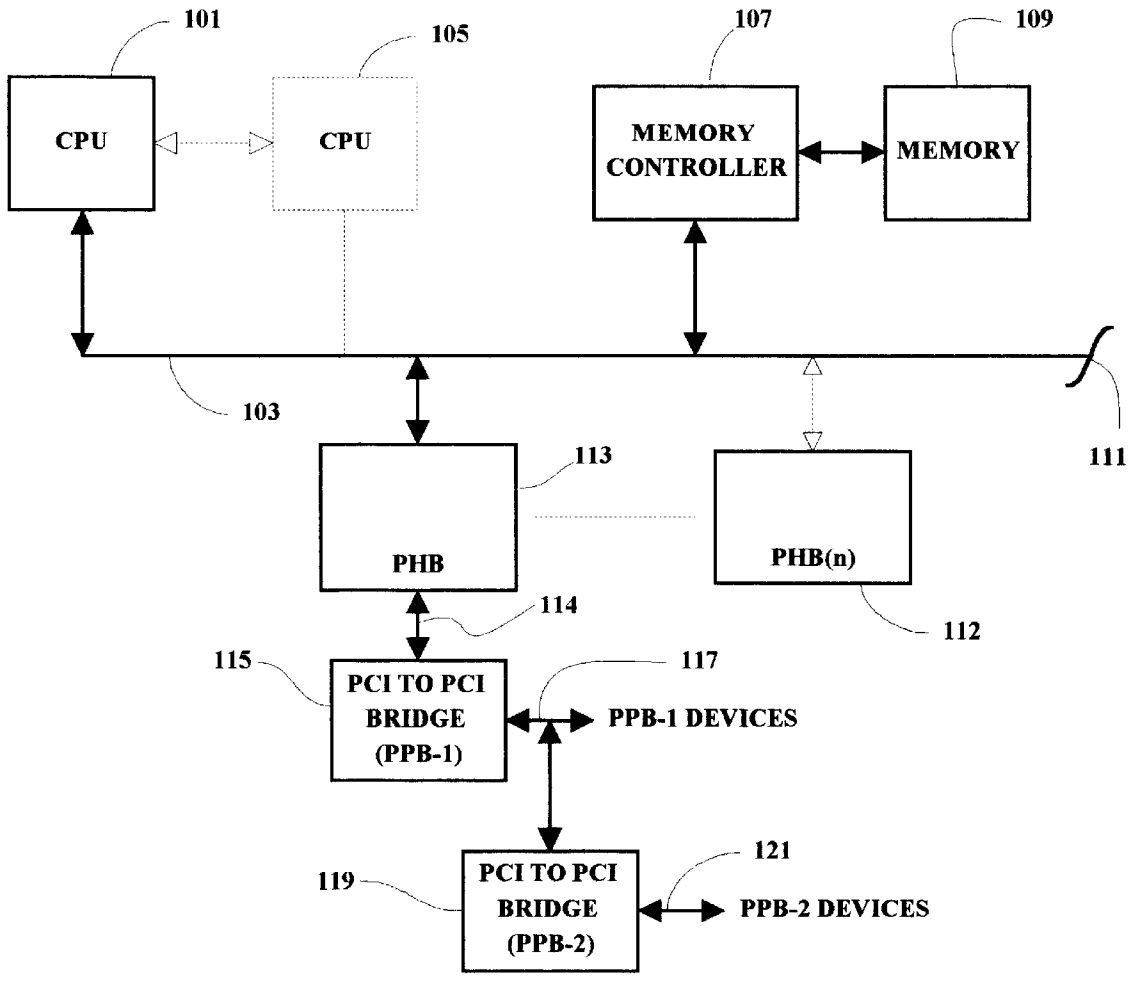 101
105
107
109
CPU
CPU
MEMORY
CONTROLLER
MEMORY
103
111
113
PHB
PHB(n)
114
112
115
117
PCI TO PCI
BRIDGE
(PPB-1)
PPB-1 DEVICES
119
121
PCI TO PCI
BRIDGE
(PPB-2)
PPB-2 DEVICES